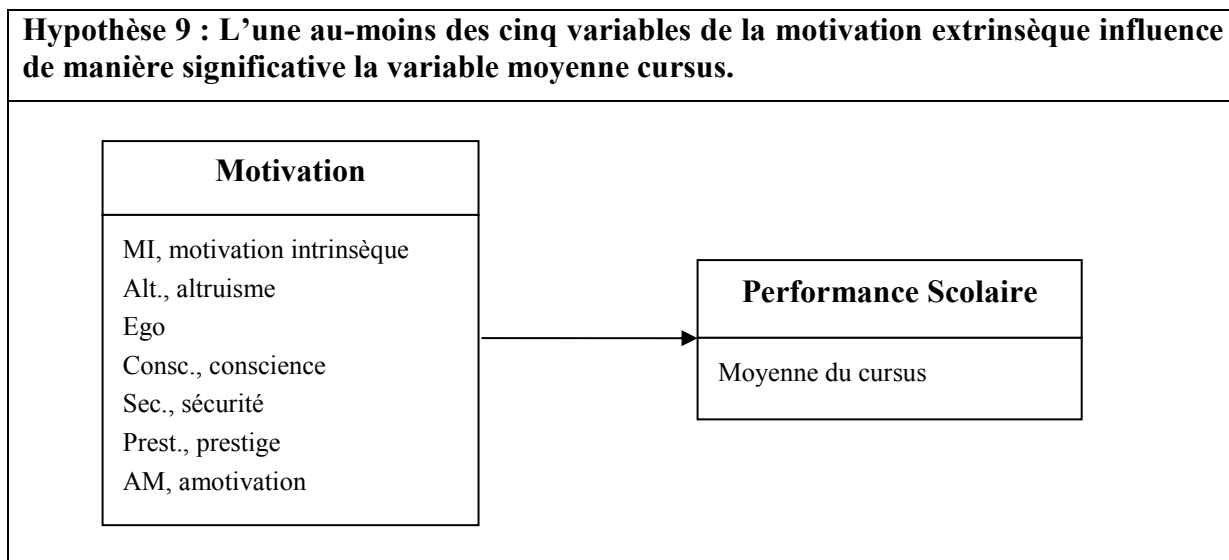 Hypothèse 9 : L’une au-moins des cinq variables de la motivation extrinsèque influence
de manière significative la variable moyenne cursus.
Motivation
MI, motivation intrinsèque
Alt., altruisme
Ego
Consc., conscience
Sec., sécurité
Prest., prestige
AM, amotivation
Performance Scolaire
Moyenne du cursus